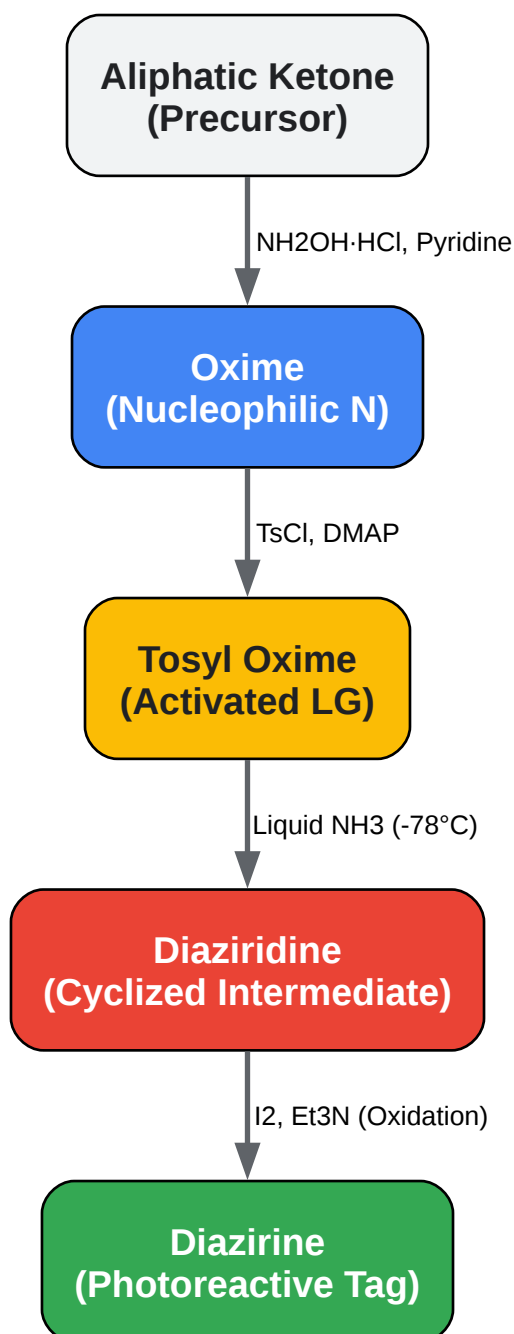 Aliphatic Ketone
(Precursor)
NH2OH·HCl, Pyridine
Oxime
(Nucleophilic N)
TsCl, DMAP
Tosyl Oxime
(Activated LG)
Liquid NH3 (-78°C)
Diaziridine
(Cyclized Intermediate)
I2, Et3N (Oxidation)
Diazirine
(Photoreactive Tag)